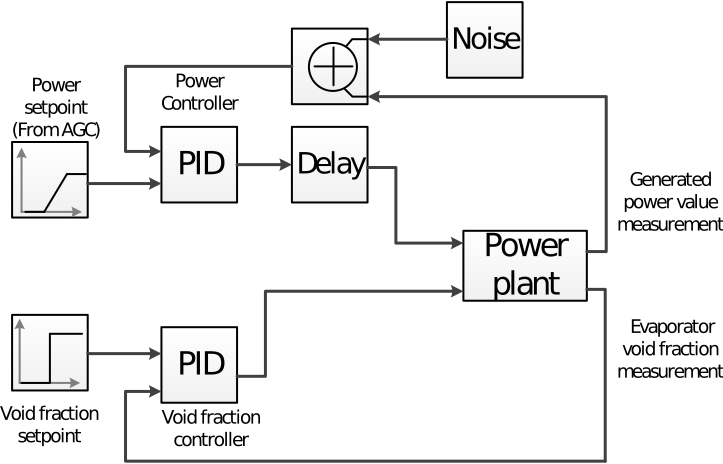 Noise
Power
setpoint
(From AGC)
Power
Controller
PID
Delay
Generated
power value
measurement
Power
plant
Evaporator
void fraction
measurement
PID
Void fraction
setpoint
Void fraction
controller